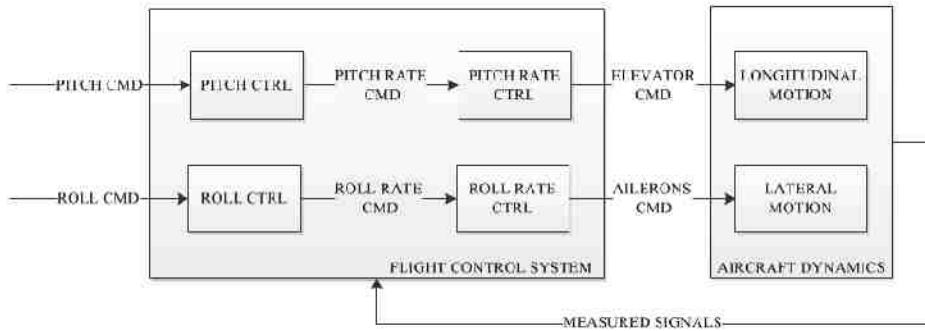 PITCH CMD
PITCH CTRL
PITCH RATE
CMD
PITCH RATE
CTRL
ELEVATOR
CMD
LONGITUDINAL
MOTION
ROLL CMD
ROLL CTRL
ROLL RATE
CMD
ROLL RATE
CTRL
AILERONS
CMD
LATERAL
MOTION
FLIGHT CONTROL SYSTEM
AIRCRAFT DYNAMICS
MEASURED SIGNALS